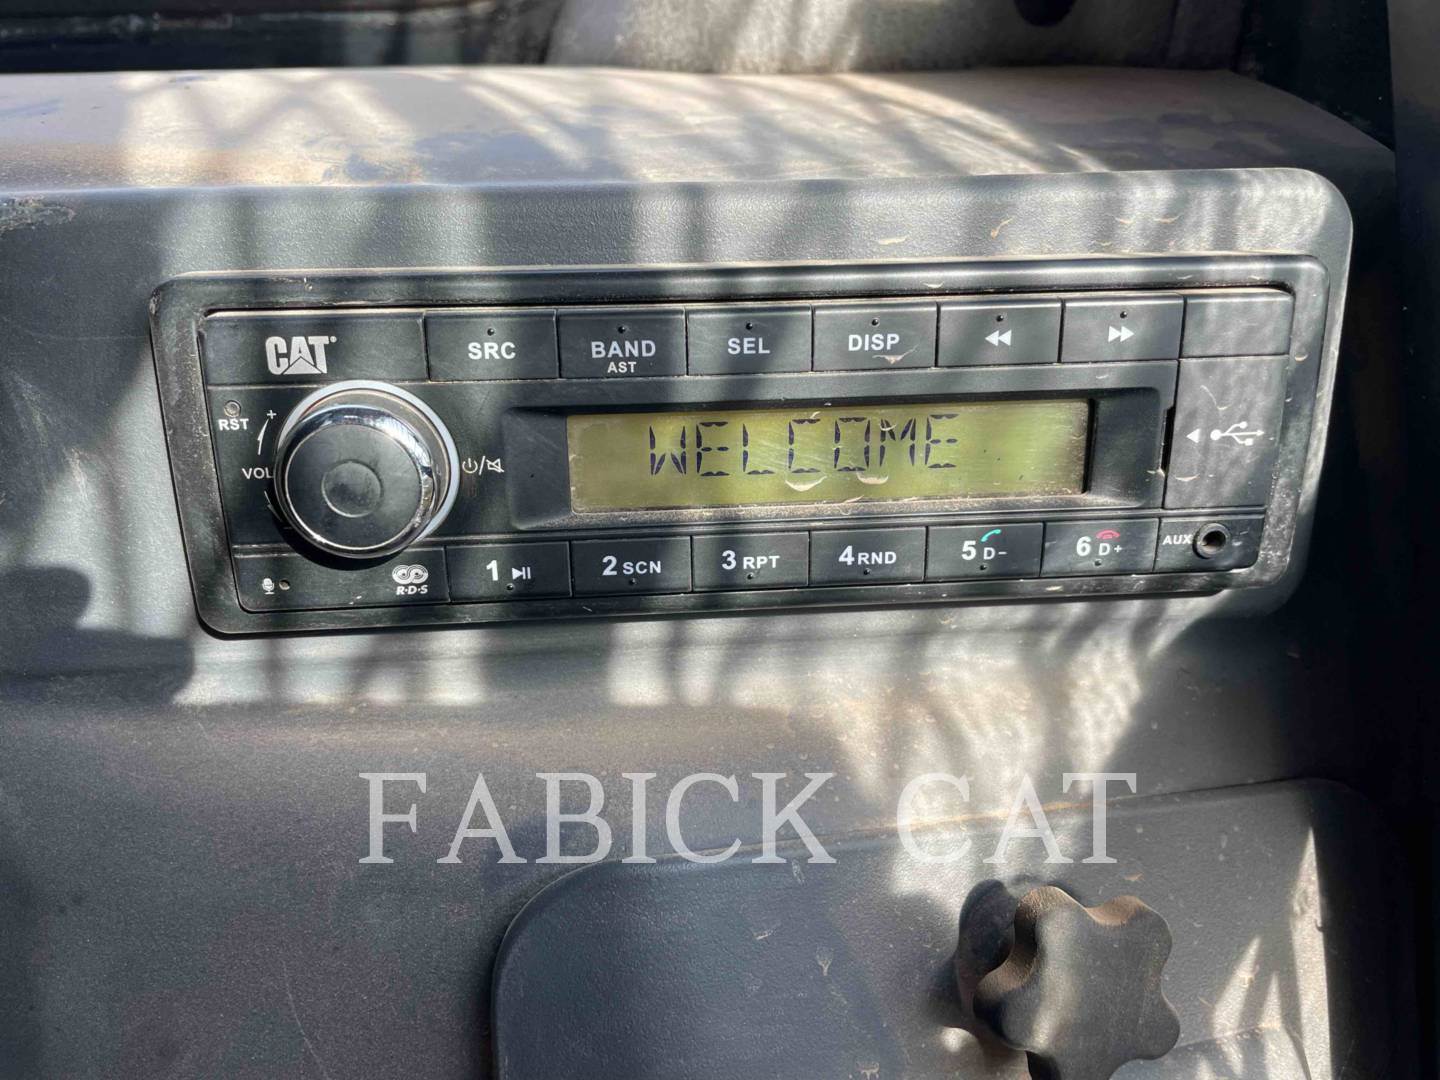 CAT
SRC
BAND
AST
SEL
DISP
RST
+
VOL
WELCOME
R·D·S
1
2 SCN
3 RPT
4 RND
5 D-
6 D+
AUX
FABICK CAT